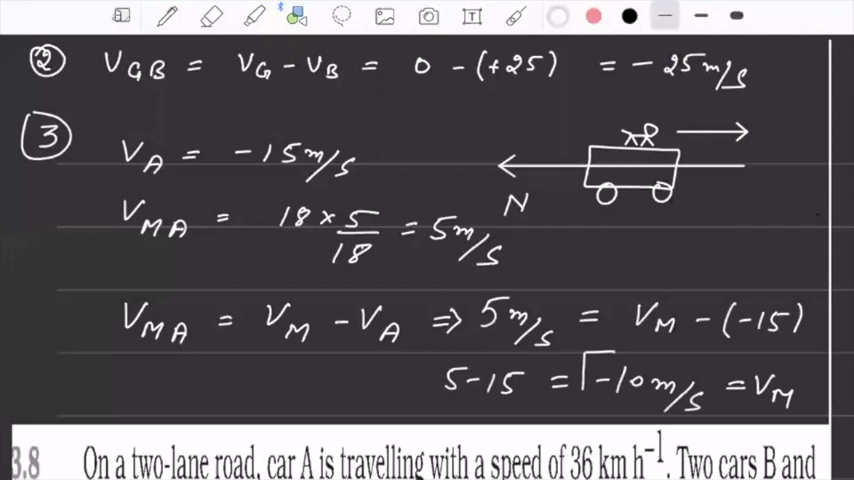 ② V_GB = V_G - V_B = 0 - (+25) = - 25 m/s
③ V_A = - 15 m/s
N
V_MA = 18 × 5/18 = 5 m/s
V_MA = V_M - V_A ⇒ 5 m/s = V_M - (-15)
5 - 15 = -10 m/s = V_M
3.8 On a two-lane road, car A is travelling with a speed of 36 km h⁻¹. Two cars B and